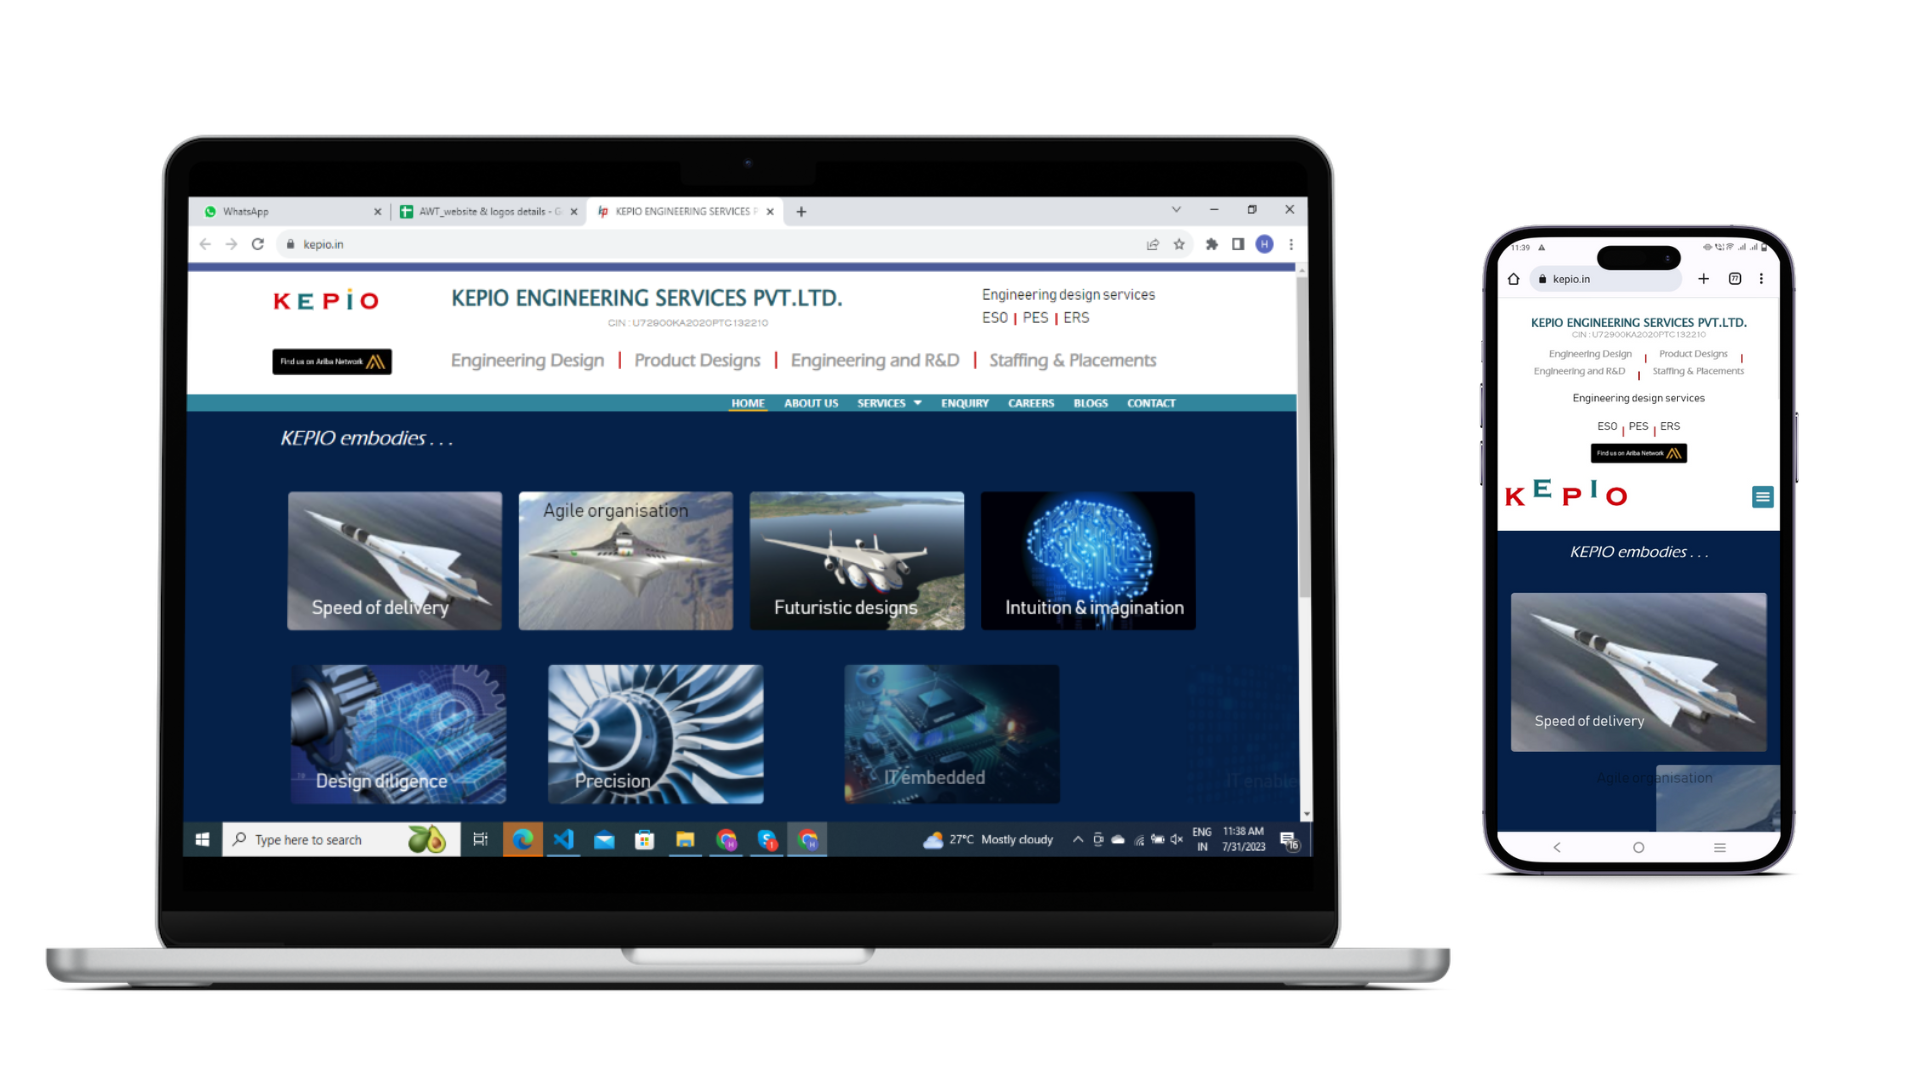 WhatsApp
AWT_website & logos details - G
KEPIO ENGINEERING SERVICES P
kepio.in
H
KEPIO
KEPIO ENGINEERING SERVICES PVT.LTD.
CIN : U72900KA2020PTC132210
Engineering design services
ESO | PES | ERS
Find us on Ariba Network
Engineering Design | Product Designs | Engineering and R&D | Staffing & Placements
HOME ABOUT US SERVICES ENQUIRY CAREERS BLOGS CONTACT
KEPIO embodies . . .
Speed of delivery
Agile organisation
Futuristic designs
Intuition & imagination
Design diligence
Precision
IT embedded
IT enable
Type here to search
27°C Mostly cloudy
ENG
IN
11:38 AM
7/31/2023
16
11:39
kepio.in
77
KEPIO ENGINEERING SERVICES PVT.LTD.
CIN : U72900KA2020PTC132210
Engineering Design | Product Designs |
Engineering and R&D | Staffing & Placements
Engineering design services
ESO | PES | ERS
Find us on Ariba Network
KEPIO
KEPIO embodies . . .
Speed of delivery
Agile organisation